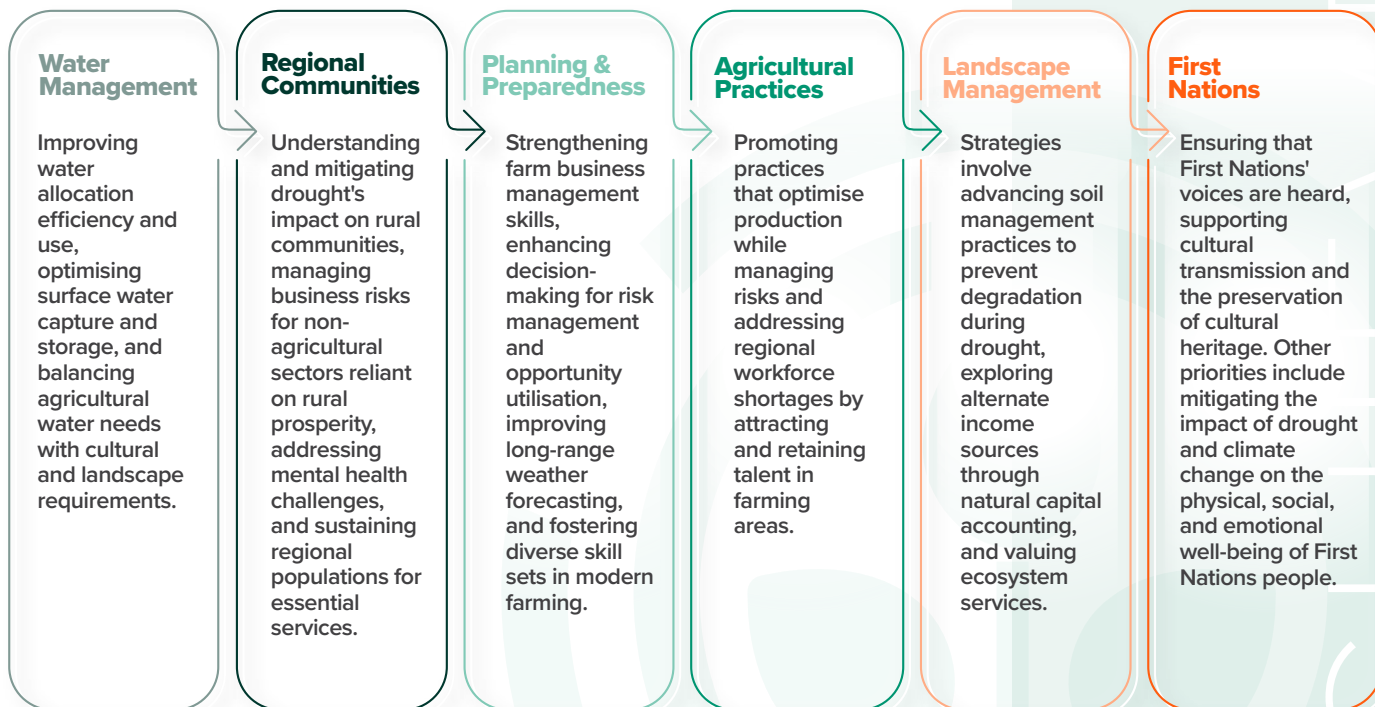 Water
Management
Improving
water
allocation
efficiency and
use,
optimising
surface water
capture and
storage, and
balancing
agricultural
water needs
with cultural
and landscape
requirements.
Regional
Communities
Understanding
and mitigating
drought's
impact on rural
communities,
managing
business risks
for non-
agricultural
sectors reliant
on rural
prosperity,
addressing
mental health
challenges,
and sustaining
regional
populations for
essential
services.
Planning &
Preparedness
Strengthening
farm business
management
skills,
enhancing
decision-
making for risk
management
and
opportunity
utilisation,
improving
long-range
weather
forecasting,
and fostering
diverse skill
sets in modern
farming.
Agricultural
Practices
Promoting
practices
that optimise
production
while
managing
risks and
addressing
regional
workforce
shortages by
attracting
and retaining
talent in
farming
areas.
Landscape
Management
Strategies
involve
advancing soil
management
practices to
prevent
degradation
during
drought,
exploring
alternate
income
sources
through
natural capital
accounting,
and valuing
ecosystem
services.
First
Nations
Ensuring that
First Nations'
voices are heard,
supporting
cultural
transmission and
the preservation
of cultural
heritage. Other
priorities include
mitigating the
impact of drought
and climate
change on the
physical, social,
and emotional
well-being of First
Nations people.